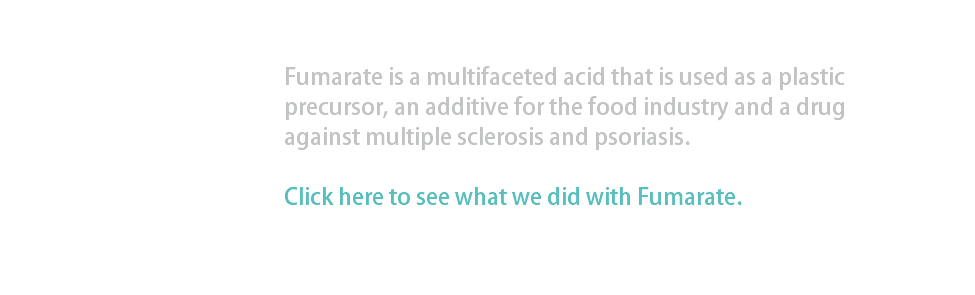 Fumarate is a multifaceted acid that is used as a plastic
precursor, an additive for the food industry and a drug
against multiple sclerosis and psoriasis.
Click here to see what we did with Fumarate.